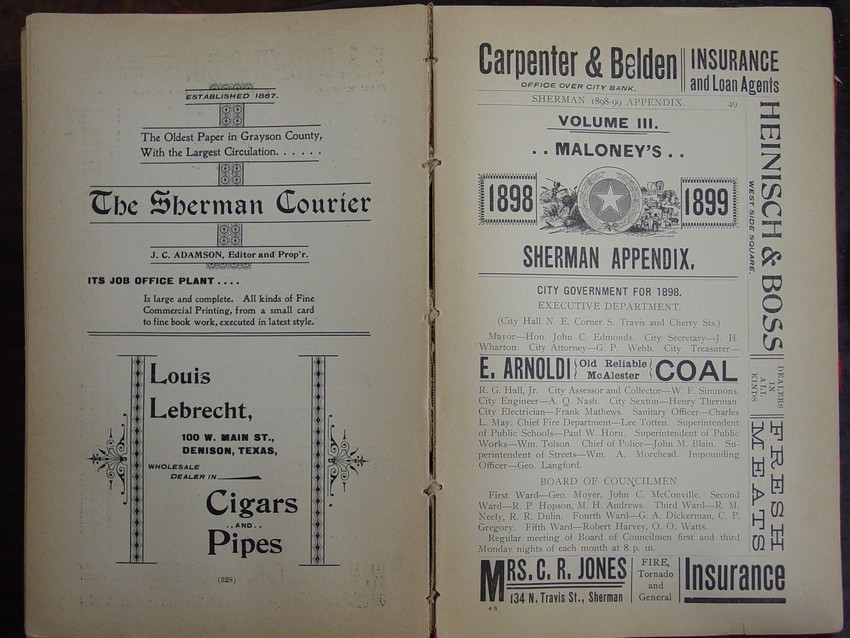 ESTABLISHED 1867.
The Oldest Paper in Grayson County,
With the Largest Circulation. . . . . .
The Sherman Courier
J. C. ADAMSON, Editor and Prop'r.
ITS JOB OFFICE PLANT . . . .
Is large and complete. All kinds of Fine
Commercial Printing, from a small card
to fine book work, executed in latest style.
Louis
Lebrecht,
100 W. MAIN ST.,
DENISON, TEXAS,
WHOLESALE
DEALER IN
Cigars
..AND..
Pipes
(328)
Carpenter & Belden
OFFICE OVER CITY BANK.
INSURANCE
and Loan Agents
SHERMAN 1898-99 APPENDIX. 49
VOLUME III.
. . MALONEY'S . .
1898 1899
SHERMAN APPENDIX.
CITY GOVERNMENT FOR 1898.
EXECUTIVE DEPARTMENT.
(City Hall N. E. Corner S. Travis and Cherry Sts.)
Mayor—Hon. John C. Edmonds. City Secretary—J. H.
Wharton. City Attorney—G. P. Webb. City Treasurer—
E. ARNOLDI { Old Reliable McAlester } COAL
R. G. Hall, Jr. City Assessor and Collector—W. F. Simmons.
City Engineer—A. Q. Nash. City Sexton—Henry Therman.
City Electrician—Frank Mathews. Sanitary Officer—Charles
L. May. Chief Fire Department—Lee Totten. Superintendent
of Public Schools—Paul W. Horn. Superintendent of Public
Works—Wm. Tolson. Chief of Police—John M. Blain. Su-
perintendent of Streets—Wm. A. Morehead. Impounding
Officer—Geo. Langford.
BOARD OF COUNCILMEN.
First Ward—Geo. Moyer, John C. McConville. Second
Ward—R. P. Hopson, M. H. Andrews. Third Ward—R. M.
Neely, R. R. Dulin. Fourth Ward—G. A. Dickerman, C. P.
Gregory. Fifth Ward—Robert Harvey, O. O. Watts.
Regular meeting of Board of Councilmen first and third
Monday nights of each month at 8 p. m.
MRS. C. R. JONES
134 N. Travis St., Sherman
FIRE,
Tornado
and
General
Insurance
4 S
HEINISCH & BOSS
WEST SIDE SQUARE.
DEALERS
IN
ALL
KINDS
FRESH
MEATS